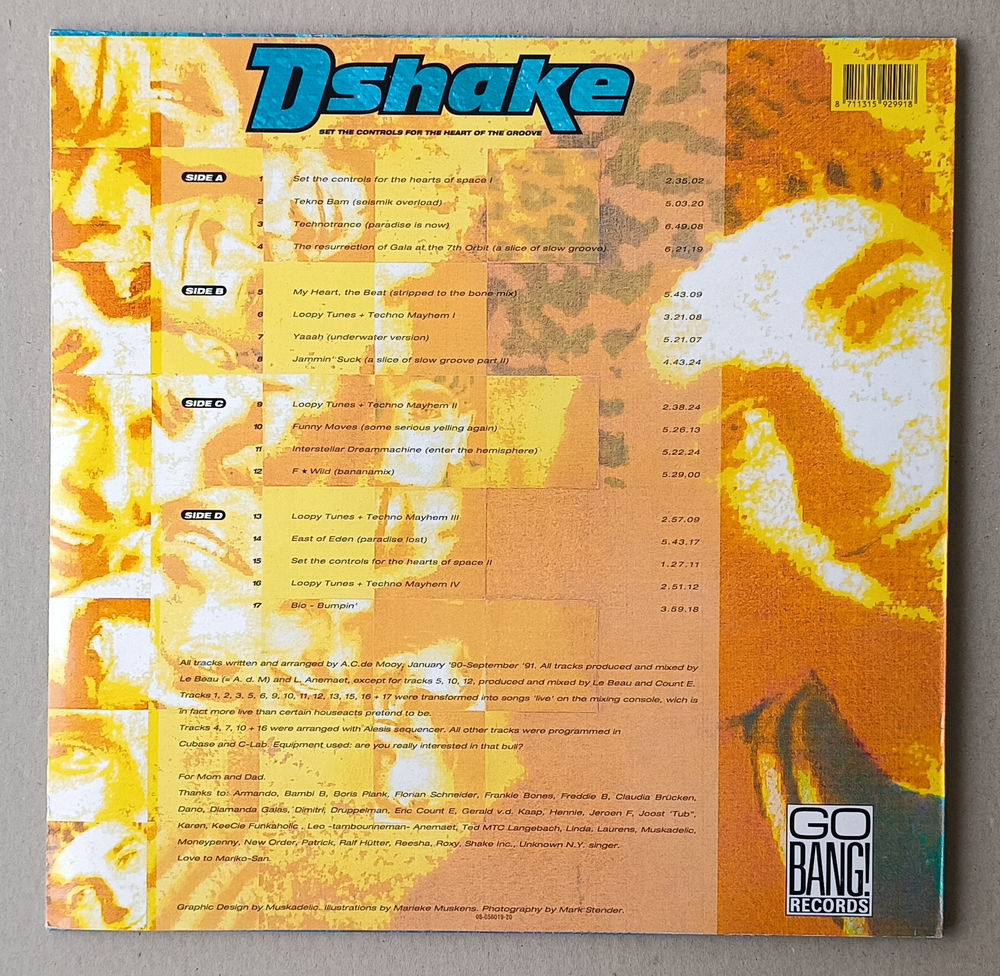 Dshake
SET THE CONTROLS FOR THE HEART OF THE GROOVE
8 711315 929918
SIDE A 1 Set the controls for the hearts of space I 2.35.02
2 Tekno Bam (seismik overload) 5.03.20
3 Technotrance (paradise is now) 6.49.08
4 The resurrection of Gaia at the 7th Orbit (a slice of slow groove) 6.21.19
SIDE B 5 My Heart, the Beat (stripped to the bone mix) 5.43.09
6 Loopy Tunes + Techno Mayhem I 3.21.08
7 Yaaah (underwater version) 5.21.07
8 Jammin' Suck (a slice of slow groove part II) 4.43.24
SIDE C 9 Loopy Tunes + Techno Mayhem II 2.38.24
10 Funny Moves (some serious yelling again) 5.26.13
11 Interstellar Dreammachine (enter the hemisphere) 5.22.24
12 F ★ Wild (bananamix) 5.29.00
SIDE D 13 Loopy Tunes + Techno Mayhem III 2.57.09
14 East of Eden (paradise lost) 5.43.17
15 Set the controls for the hearts of space II 1.27.11
16 Loopy Tunes + Techno Mayhem IV 2.51.12
17 Bio - Bumpin' 3.59.18
All tracks written and arranged by A.C.de Mooy, January '90-September '91. All tracks produced and mixed by
Le Beau (= A. d. M) and L. Anemaet, except for tracks 5, 10, 12, produced and mixed by Le Beau and Count E.
Tracks 1, 2, 3, 5, 6, 9, 10, 11, 12, 13, 15, 16 + 17 were transformed into songs 'live' on the mixing console, wich is
in fact more live than certain houseacts pretend to be.
Tracks 4, 7, 10 + 16 were arranged with Alesis sequencer. All other tracks were programmed in
Cubase and C-Lab. Equipment used: are you really interested in that bull?
For Mom and Dad.
Thanks to: Armando, Bambi B, Boris Plank, Florian Schneider, Frankie Bones, Freddie B, Claudia Brücken,
Dano, Diamanda Galas, Dimitri, Druppelman, Eric Count E, Gerald v.d. Kaap, Hennie, Jeroen F, Joost "Tub",
Karen, KeeCie Funkaholic , Leo -tambounneman- Anemaet, Ted MTC Langebach, Linda, Laurens, Muskadelic,
Moneypenny, New Order, Patrick, Ralf Hütter, Reesha, Roxy, Shake Inc., Unknown N.Y. singer.
Love to Mariko-San.
Graphic Design by Muskadelic. Illustrations by Marieke Muskens. Photography by Mark Stender.
08-056019-20
GO
BANG!
RECORDS